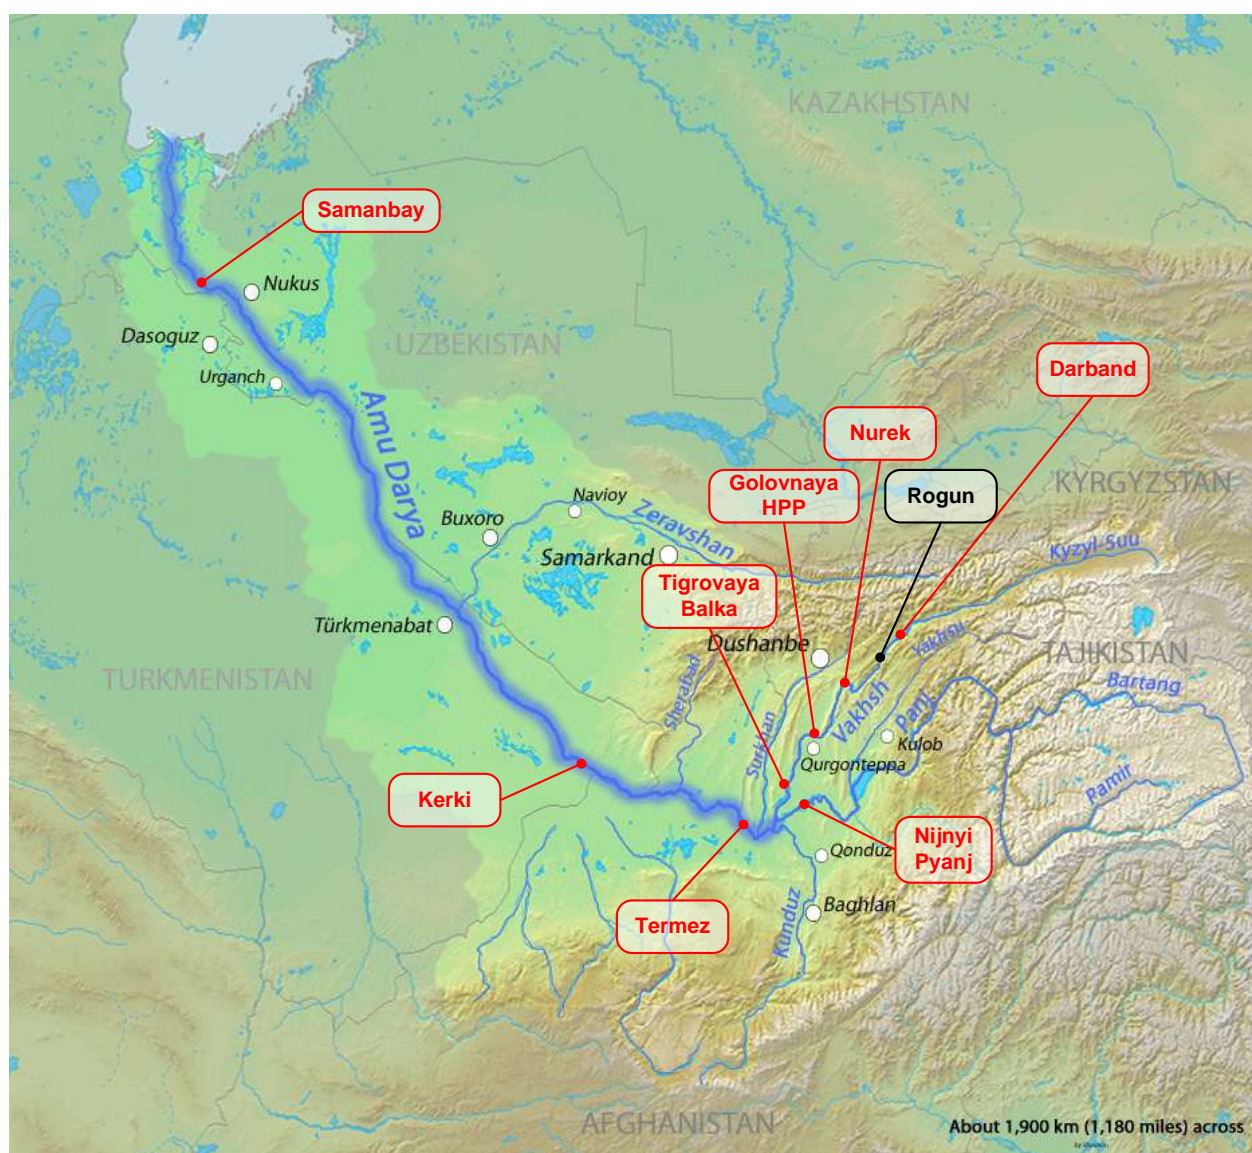 KAZAKHSTAN
Samanbay
Nukus
Dasoguz
UZBEKISTAN
Urganch
Darband
Amu Darya
Nurek
Golovnaya
HPP
Rogun
KYRGYZSTAN
Navioy
Buxoro
Zeravshan
Kyzyl-Suu
Samarkand
Tigrovaya
Balka
Türkmenabat
Dushanbe
Yakhsu
TAJIKISTAN
TURKMENISTAN
Sherabad
Bartang
Vakhsh
Panj
Surkhan
Kulob
Qurgonteppa
Kerki
Pamir
Nijnyi
Pyanj
Qonduz
Termez
Kunduz
Baghlan
AFGHANISTAN
About 1,900 km (1,180 miles) across